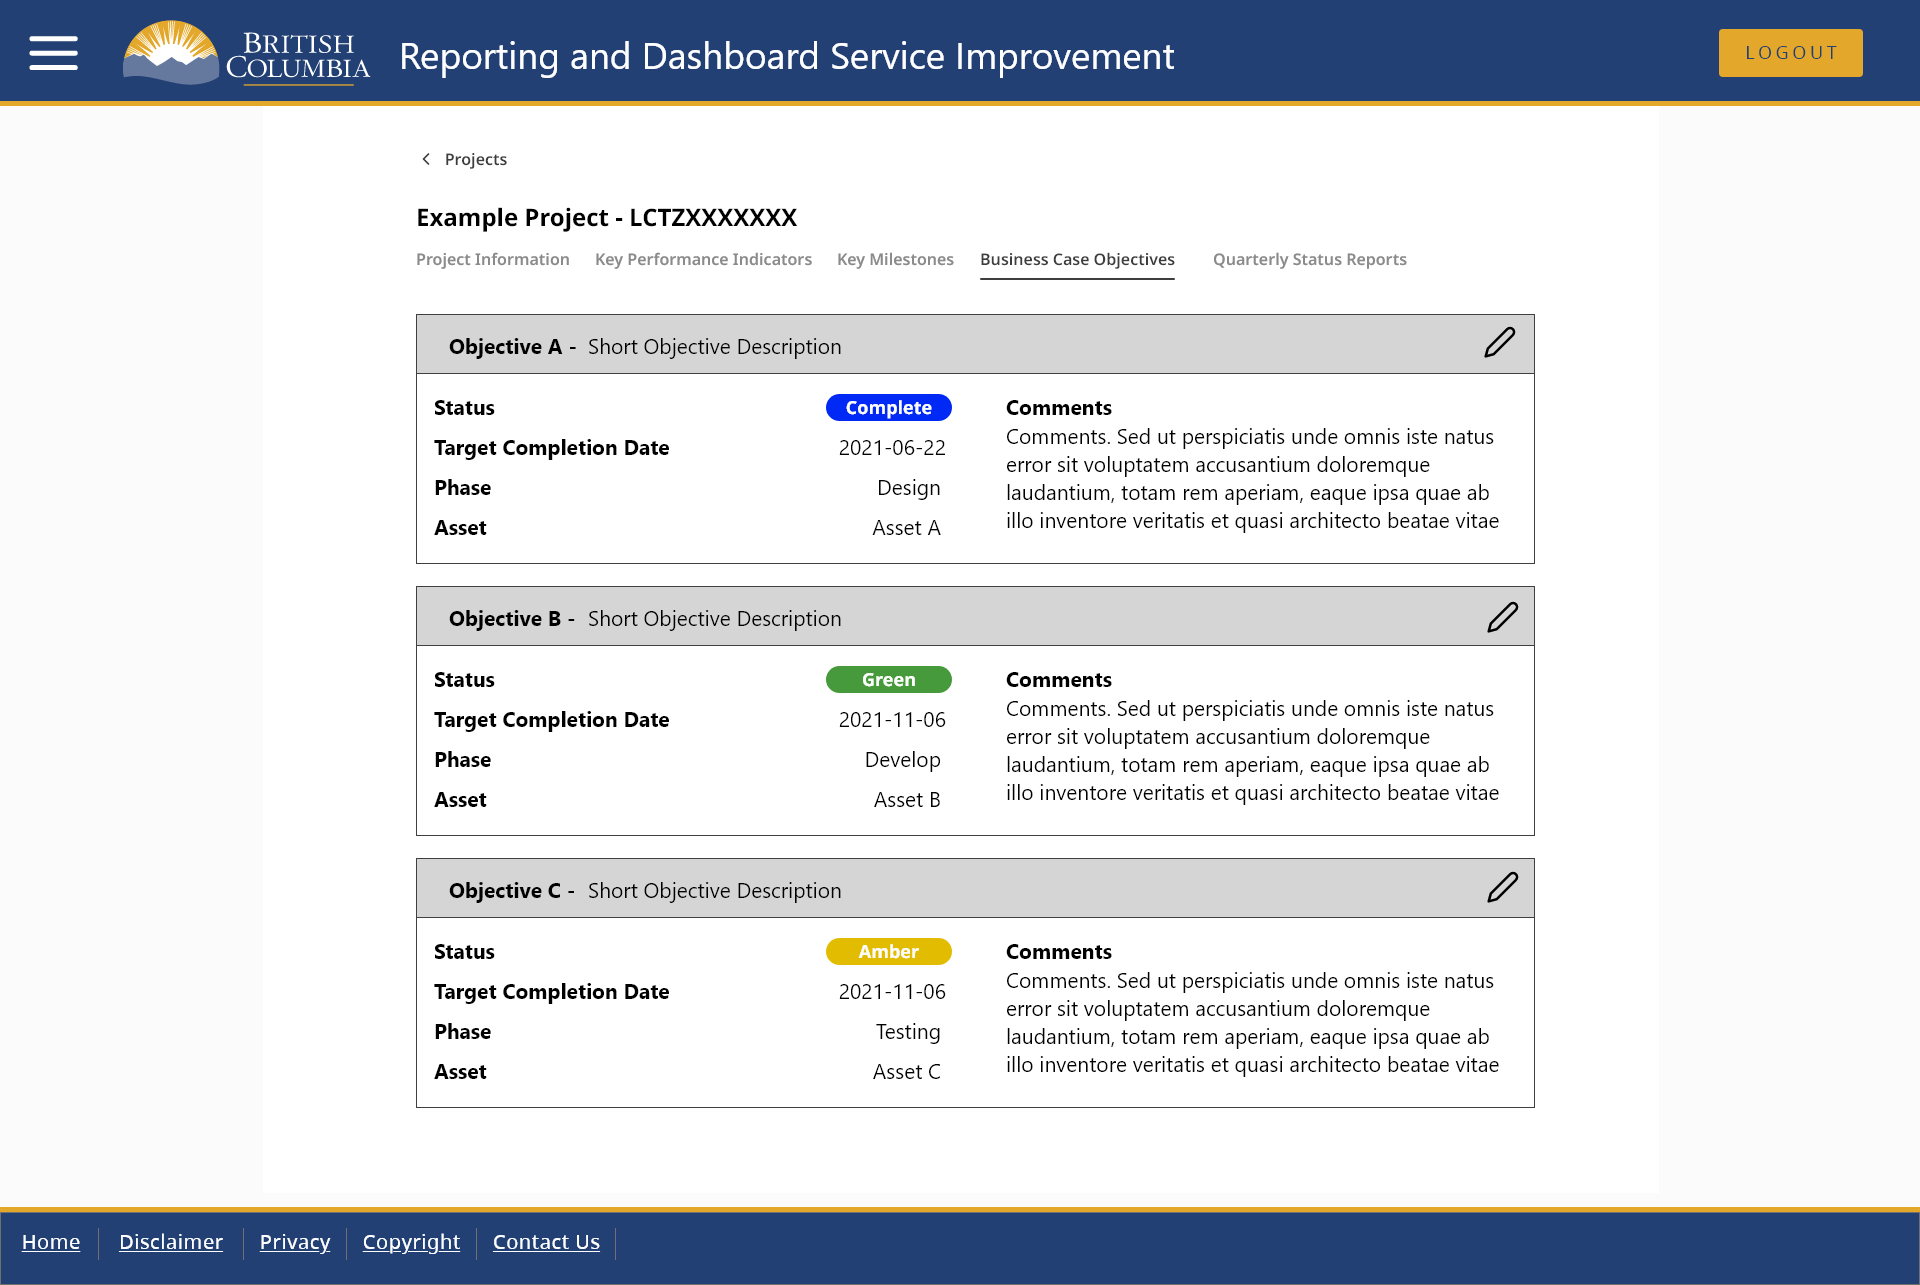 BRITISH
COLUMBIA
Reporting and Dashboard Service Improvement
LOGOUT
Projects
Example Project - LCTZXXXXXXX
Project Information Key Performance Indicators Key Milestones Business Case Objectives Quarterly Status Reports
Objective A - Short Objective Description
Status Complete
Target Completion Date 2021-06-22
Phase Design
Asset Asset A
Comments
Comments. Sed ut perspiciatis unde omnis iste natus
error sit voluptatem accusantium doloremque
laudantium, totam rem aperiam, eaque ipsa quae ab
illo inventore veritatis et quasi architecto beatae vitae
Objective B - Short Objective Description
Status Green
Target Completion Date 2021-11-06
Phase Develop
Asset Asset B
Comments
Comments. Sed ut perspiciatis unde omnis iste natus
error sit voluptatem accusantium doloremque
laudantium, totam rem aperiam, eaque ipsa quae ab
illo inventore veritatis et quasi architecto beatae vitae
Objective C - Short Objective Description
Status Amber
Target Completion Date 2021-11-06
Phase Testing
Asset Asset C
Comments
Comments. Sed ut perspiciatis unde omnis iste natus
error sit voluptatem accusantium doloremque
laudantium, totam rem aperiam, eaque ipsa quae ab
illo inventore veritatis et quasi architecto beatae vitae
Home Disclaimer Privacy Copyright Contact Us